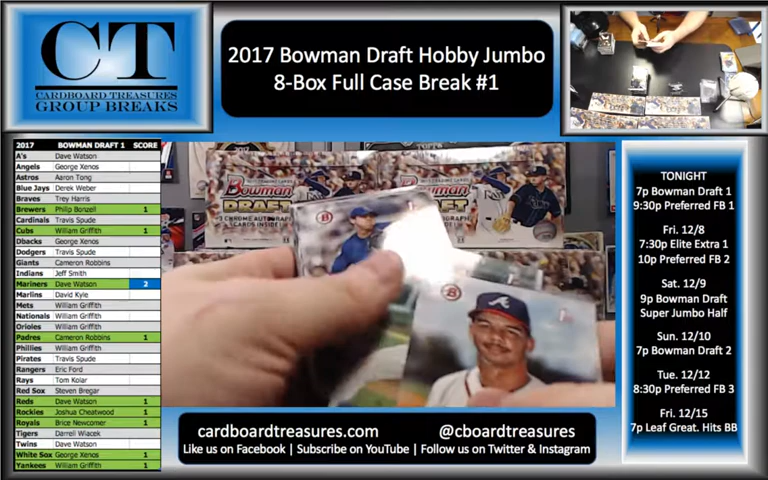 CT
CARDBOARD TREASURES
GROUP BREAKS
2017 Bowman Draft Hobby Jumbo
8-Box Full Case Break #1
2017 BOWMAN DRAFT 1 SCORE
A's Dave Watson
Angels George Xenos
Astros Aaron Tong
Blue Jays Derek Weber
Braves Trey Harris
Brewers Philip Bonzell 1
Cardinals Travis Spude
Cubs William Griffith 1
Dbacks George Xenos
Dodgers Travis Spude
Giants Cameron Robbins
Indians Jeff Smith
Mariners Dave Watson 2
Marlins David Kyle
Mets William Griffith
Nationals William Griffith
Orioles William Griffith
Padres Cameron Robbins 1
Phillies William Griffith
Pirates Travis Spude
Rangers Eric Ford
Rays Tom Kolar
Red Sox Steven Bregar
Reds Dave Watson 1
Rockies Joshua Cheatwood 1
Royals Brice Newcomer 1
Tigers Darrell Wiacek
Twins Dave Watson
White Sox George Xenos 1
Yankees William Griffith 1
TOPPS
2017
Bowman
DRAFT
3 CHROME AUTOGRAPH
CARDS INSIDE
Bowman
DRAFT
B
B
TONIGHT
7p Bowman Draft 1
9:30p Preferred FB 1
Fri. 12/8
7:30p Elite Extra 1
10p Preferred FB 2
Sat. 12/9
9p Bowman Draft
Super Jumbo Half
Sun. 12/10
7p Bowman Draft 2
Tue. 12/12
8:30p Preferred FB 3
Fri. 12/15
7p Leaf Great. Hits BB
cardboardtreasures.com @cboardtreasures
Like us on Facebook | Subscribe on YouTube | Follow us on Twitter & Instagram